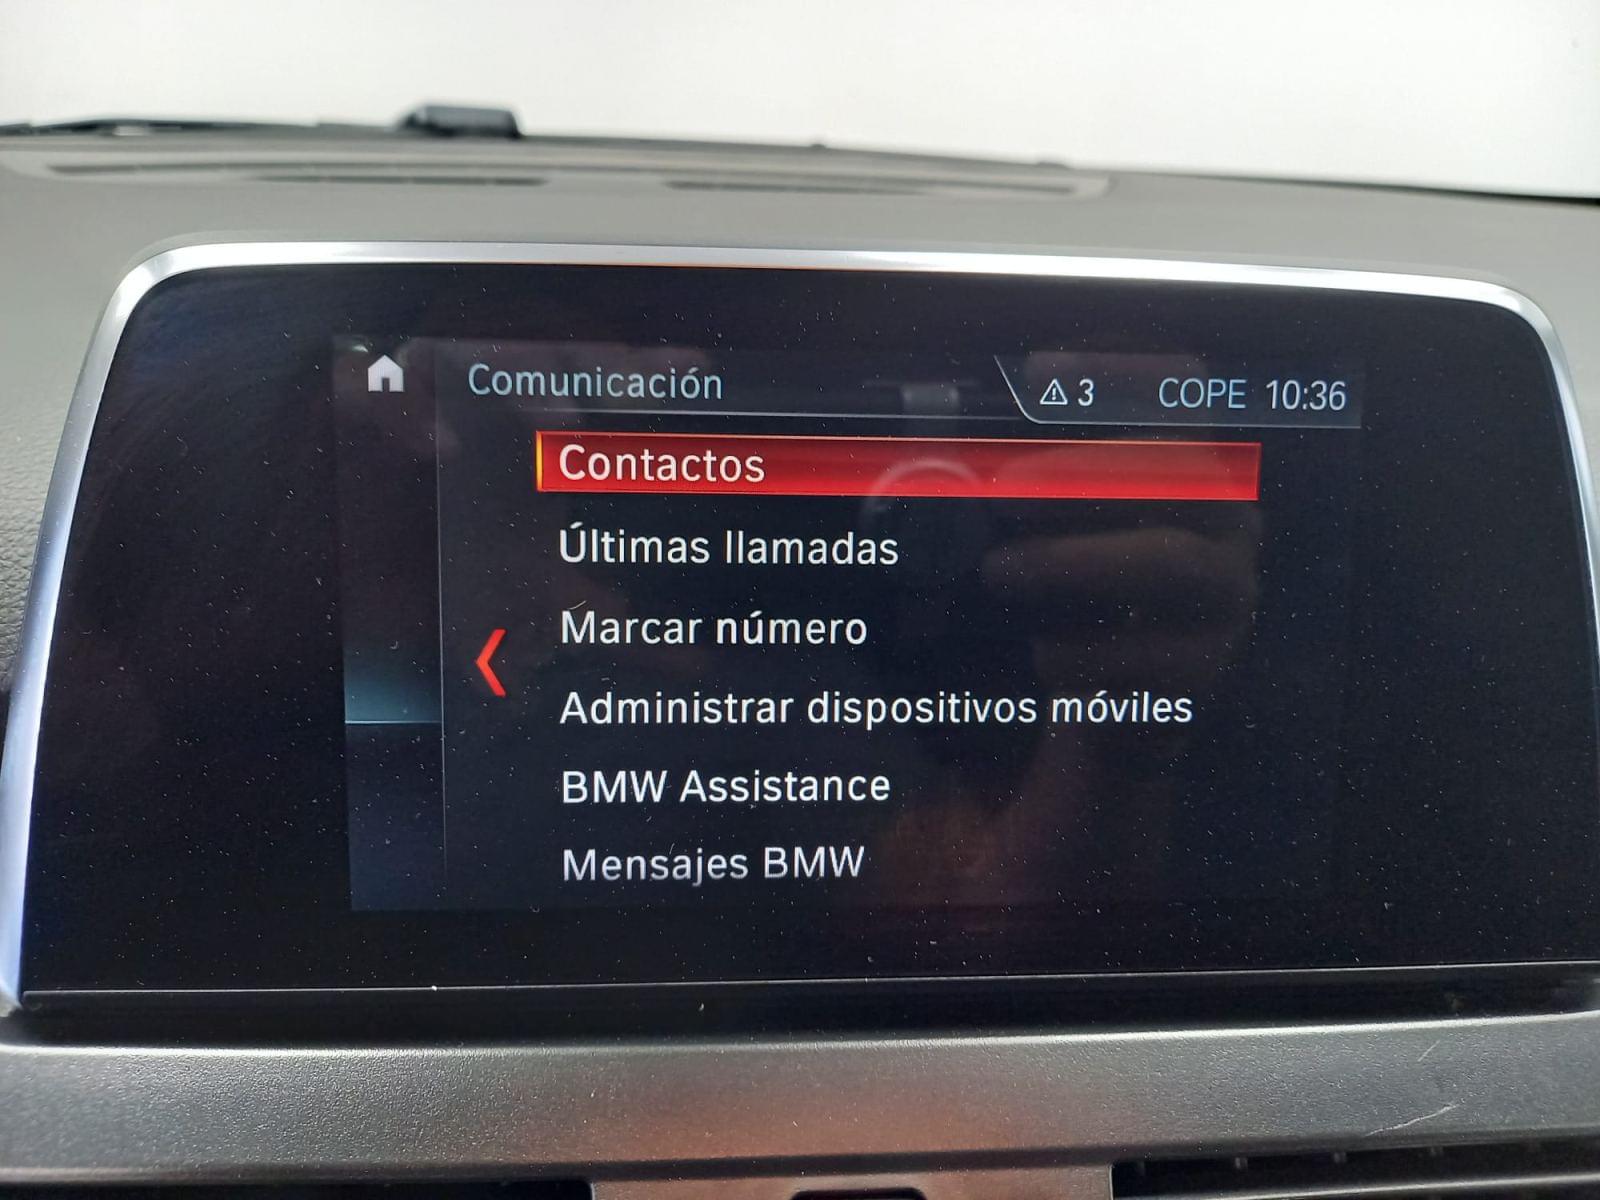 Comunicación
3 COPE 10:36
Contactos
Últimas llamadas
Marcar número
Administrar dispositivos móviles
BMW Assistance
Mensajes BMW